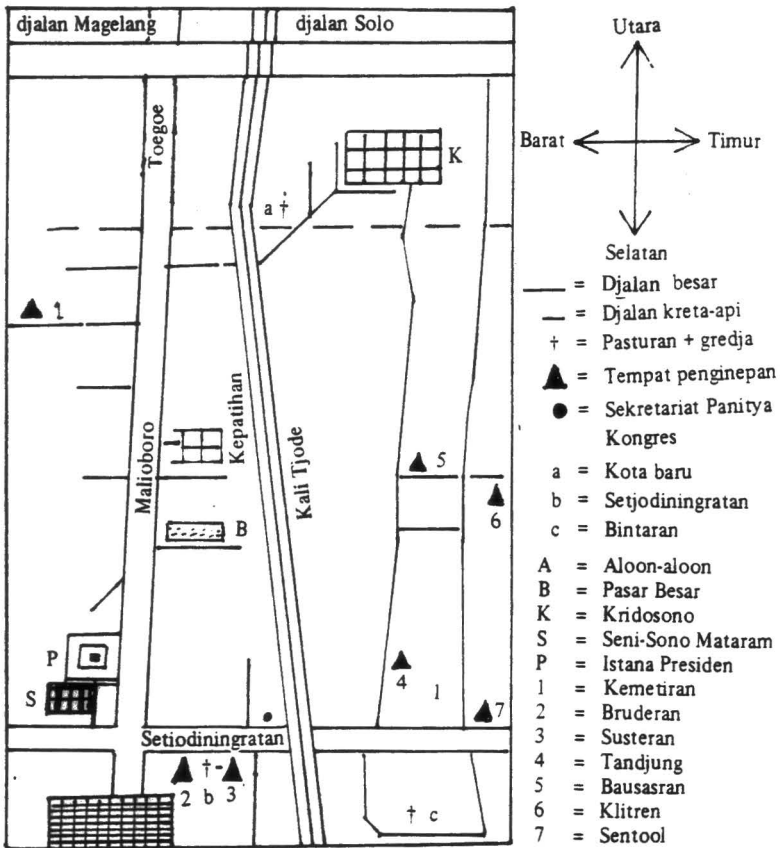 djalan Magelang
djalan Solo
Toegoe
K
a †
1
Malioboro
Kepatihan
Kali Tjode
5
6
B
P
S
4
1
7
Setiodiningratan
2
† -
3
b
† c
Utara
Barat
Timur
Selatan
= Djalan besar
= Djalan kreta-api
† = Pasturan + gredja
= Tempat penginepan
= Sekretariat Panitya
Kongres
a = Kota baru
b = Setjodiningratan
c = Bintaran
A = Aloon-aloon
B = Pasar Besar
K = Kridosono
S = Seni-Sono Mataram
P = Istana Presiden
1 = Kemetiran
2 = Bruderan
3 = Susteran
4 = Tandjung
5 = Bausasran
6 = Klitren
7 = Sentool